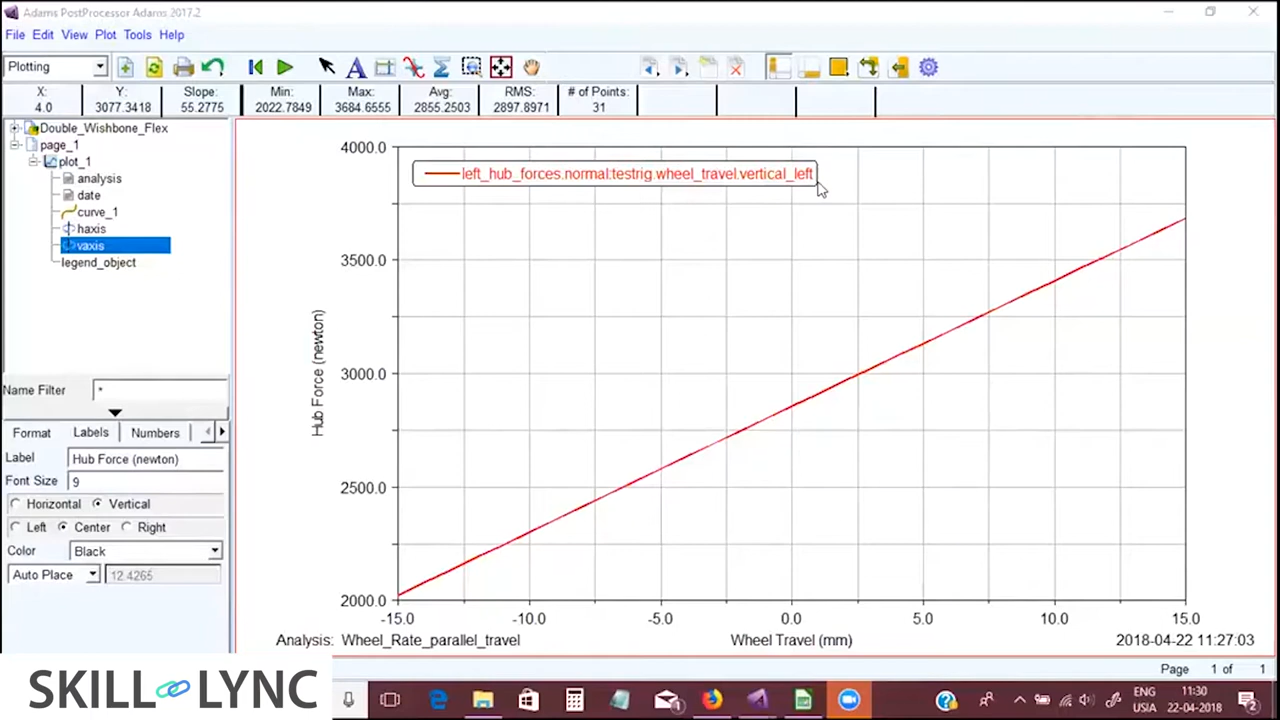 Adams PostProcessor Adams 2017.2
File Edit View Plot Tools Help
Plotting
X: Y: Slope: Min: Max: Avg: RMS: # of Points:
4.0 3077.3418 55.2775 2022.7849 3684.6555 2855.2503 2897.8971 31
Double_Wishbone_Flex
page_1
plot_1
analysis
date
curve_1
haxis
vaxis
legend_object
Name Filter *
Format Labels Numbers
Label Hub Force (newton)
Font Size 9
Horizontal Vertical
Left Center Right
Color Black
Auto Place 12.4265
left_hub_forces.normal:testrig.wheel_travel.vertical_left
4000.0
3500.0
3000.0
2500.0
2000.0
Hub Force (newton)
-15.0 -10.0 -5.0 0.0 5.0 10.0 15.0
Analysis: Wheel_Rate_parallel_travel Wheel Travel (mm) 2018-04-22 11:27:03
Page 1 of 1
SKILL LYNC
ENG 11:30
USIA 22-04-2018
1
2